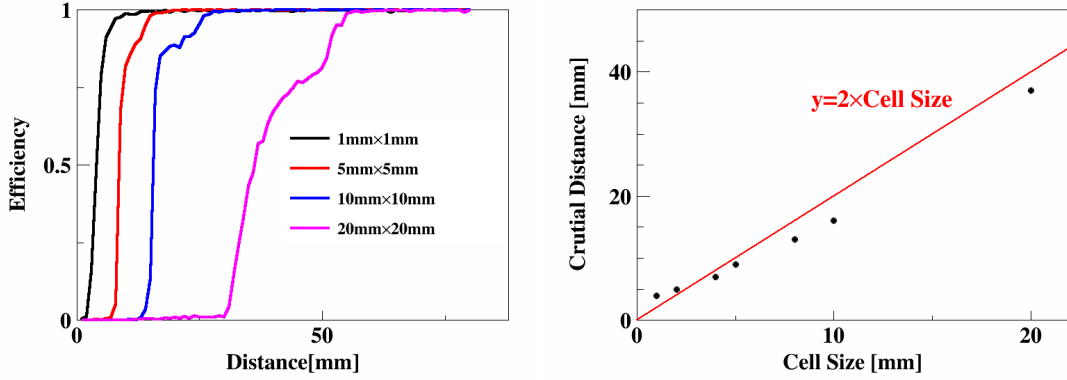 1
0.5
0
0
50
Efficiency
Distance[mm]
1mm×1mm
5mm×5mm
10mm×10mm
20mm×20mm
40
20
0
0
10
20
Crutial Distance [mm]
Cell Size [mm]
y=2×Cell Size